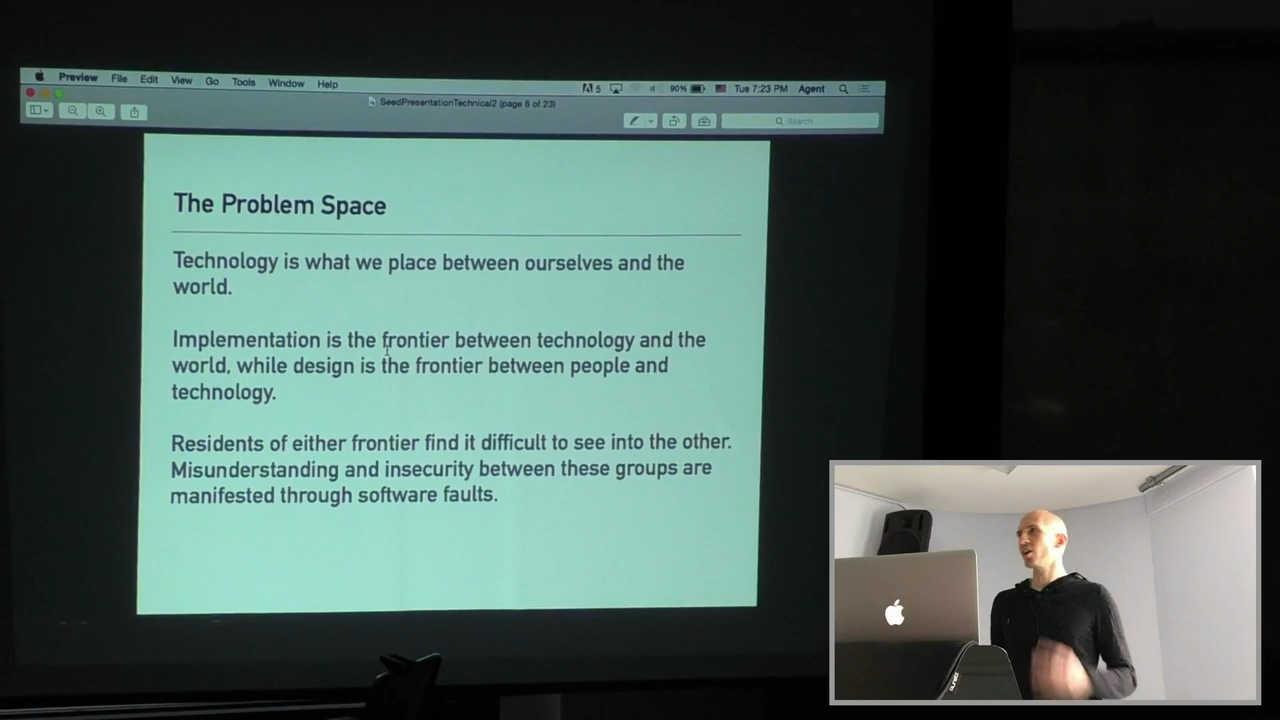 Preview File Edit View Go Tools Window Help
5 90% Tue 7:23 PM Agent
SeedPresentationTechnical2 (page 6 of 23)
Search
The Problem Space
Technology is what we place between ourselves and the
world.
Implementation is the frontier between technology and the
world, while design is the frontier between people and
technology.
Residents of either frontier find it difficult to see into the other.
Misunderstanding and insecurity between these groups are
manifested through software faults.